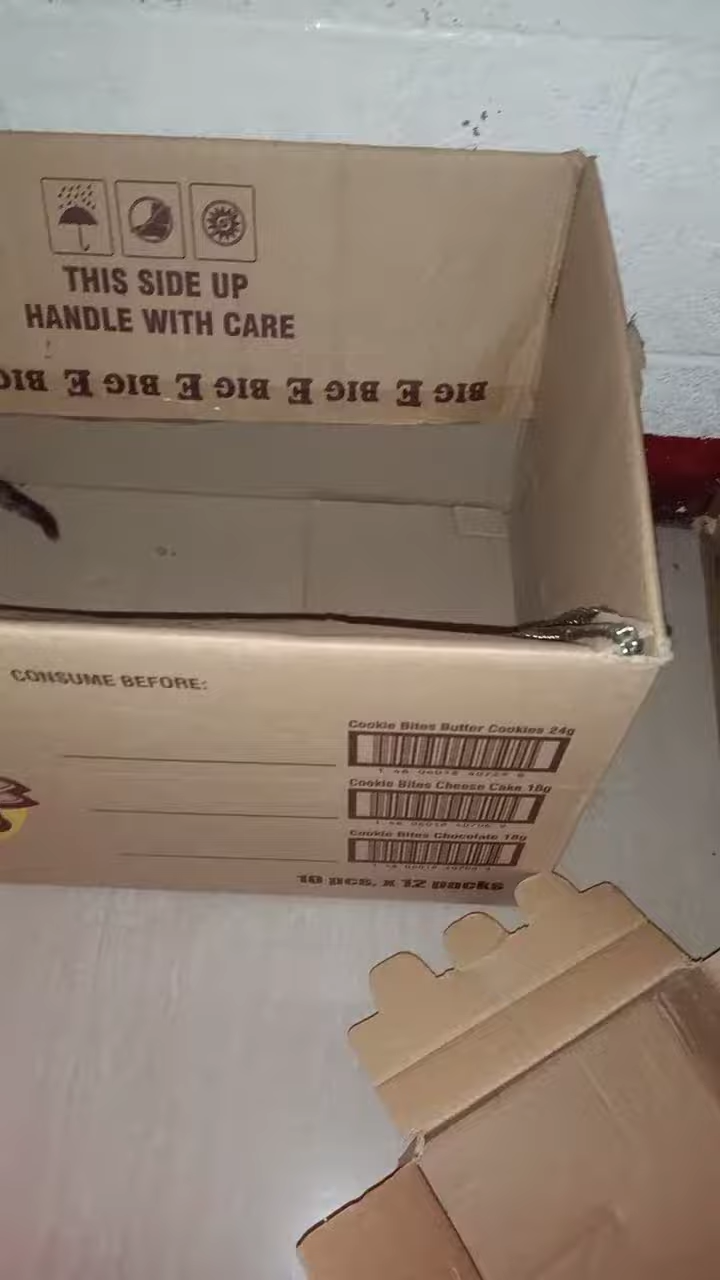 THIS SIDE UP
HANDLE WITH CARE
BIG E BIG E BIG E BIG E BIG
CONSUME BEFORE:
Cookie Bites Butter Cookies 24g
Cookie Bites Cheese Cake 18g
Cookie Bites Chocolate 18g
10 pcs. x 12 packs